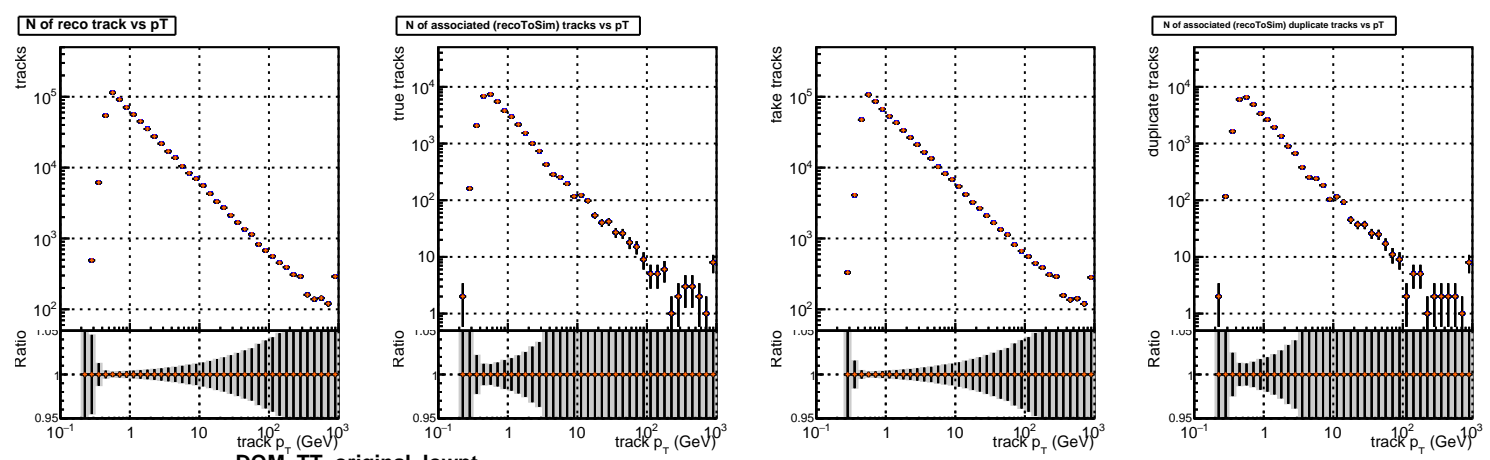 N of reco track vs pT
tracks
10^5
10^4
10^3
10^2
Ratio
1.05
1
0.95
10^−1 1 10 10^2 10^3
track p_T (GeV)
N of associated (recoToSim) tracks vs pT
true tracks
10^4
10^3
10^2
10
1
Ratio
1.05
1
0.95
10^−1 1 10 10^2 10^3
track p_T (GeV)
fake tracks
10^5
10^4
10^3
10^2
Ratio
1.05
1
0.95
10^−1 1 10 10^2 10^3
track p_T (GeV)
N of associated (recoToSim) duplicate tracks vs pT
duplicate tracks
10^4
10^3
10^2
10
1
Ratio
1.05
1
0.95
10^−1 1 10 10^2 10^3
track p_T (GeV)